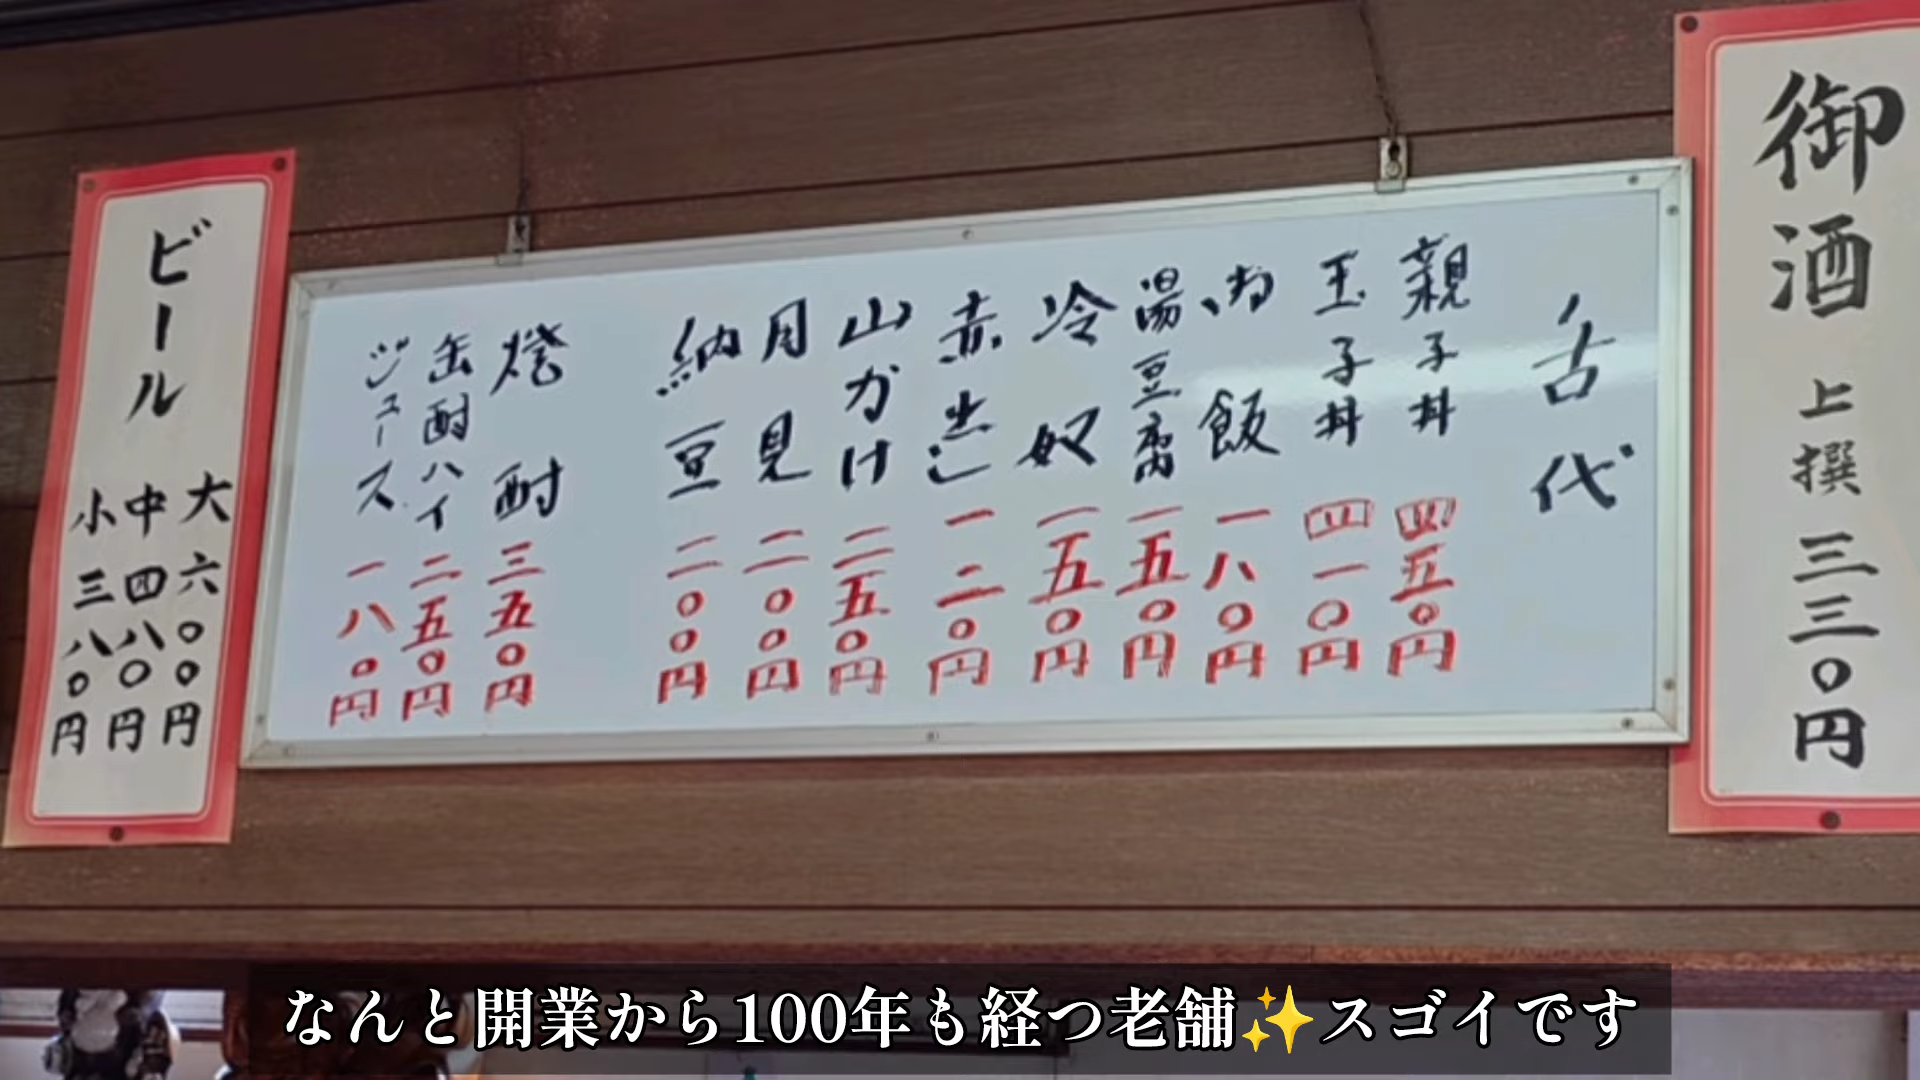 御酒 上撰 三三〇円
古代
親子丼 四五〇円
玉子丼 四一〇円
御飯 一八〇円
湯豆腐 一五〇円
冷奴 一五〇円
赤出し 一二〇円
山かけ 二五〇円
月見 二〇〇円
納豆 二〇〇円
焼酎 三五〇円
缶酎ハイ 二五〇円
ジュース 一八〇円
ビール 大 六〇〇円
中 四八〇円
小 三八〇円
なんと開業から100年も経つ老舗✨スゴイです